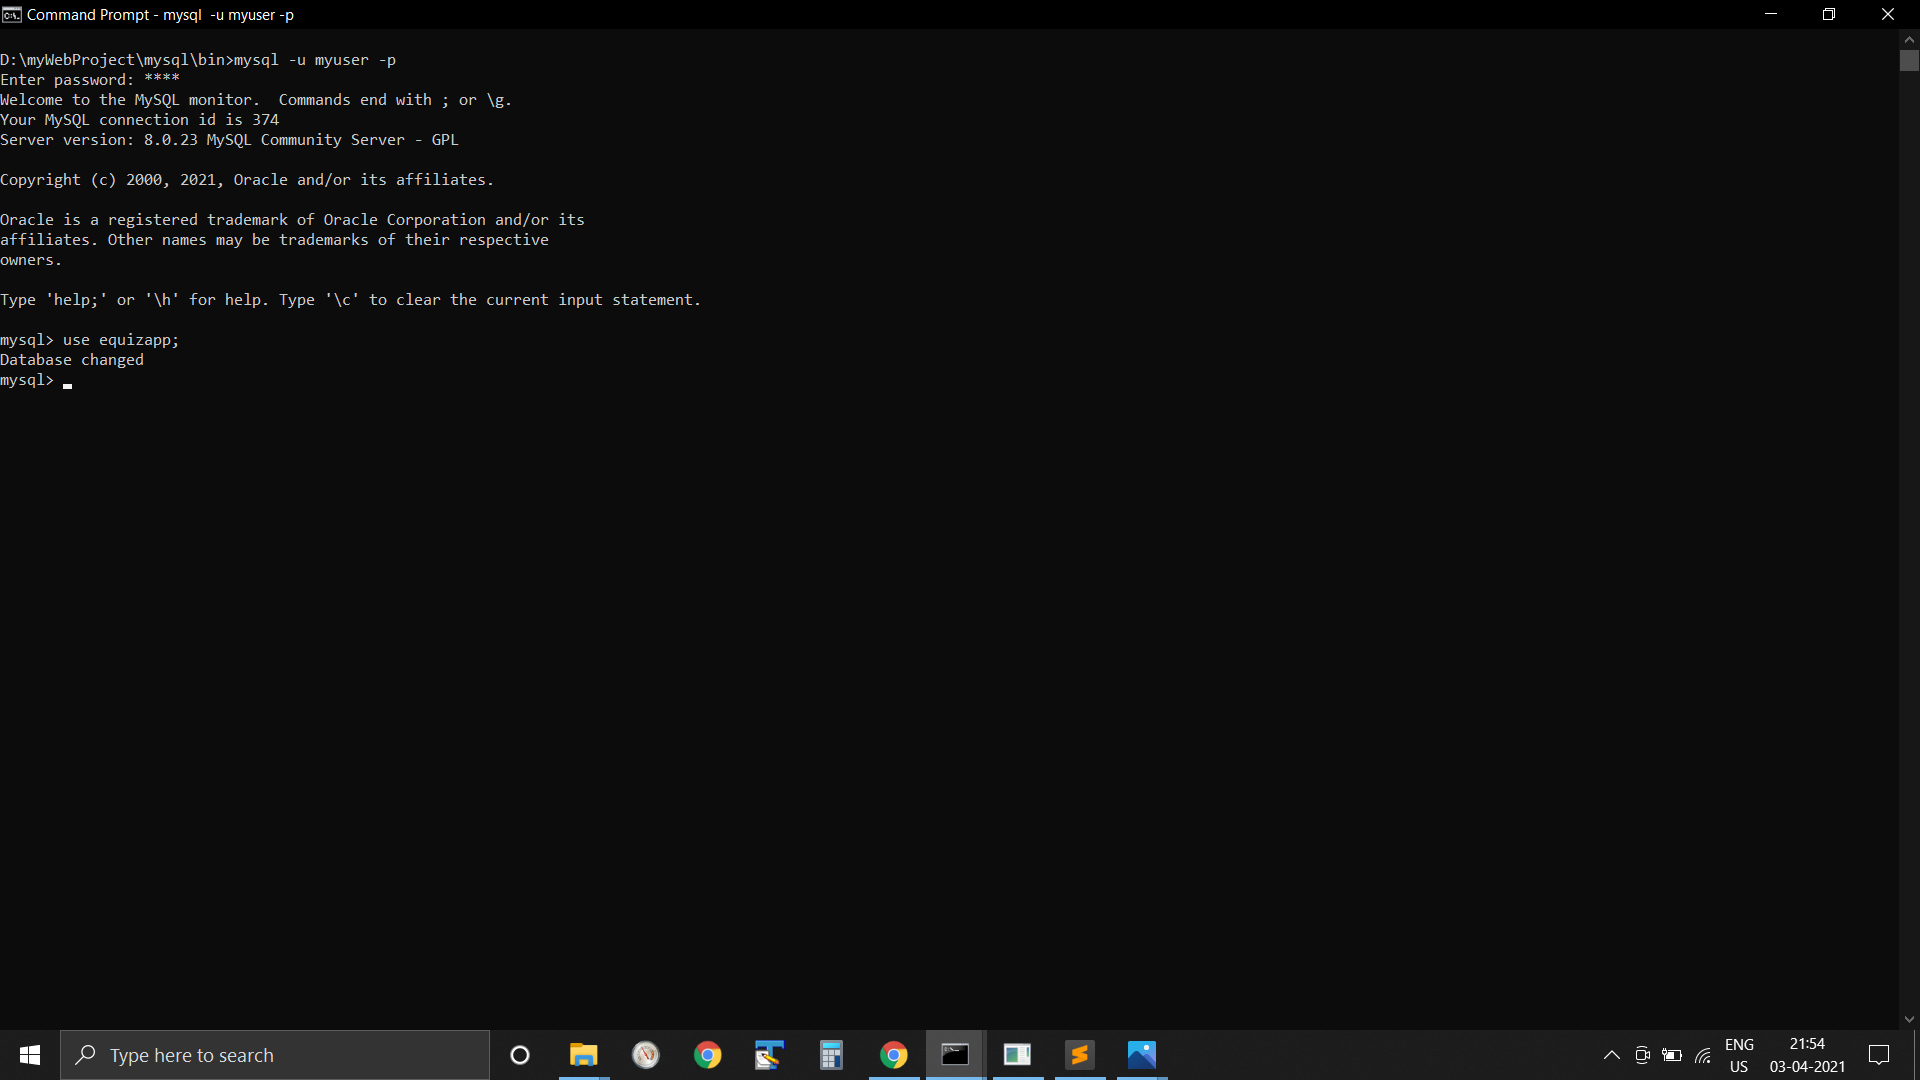 Command Prompt - mysql  -u myuser -p
D:\myWebProject\mysql\bin>mysql -u myuser -p
Enter password: ****
Welcome to the MySQL monitor.  Commands end with ; or \g.
Your MySQL connection id is 374
Server version: 8.0.23 MySQL Community Server - GPL
Copyright (c) 2000, 2021, Oracle and/or its affiliates.
Oracle is a registered trademark of Oracle Corporation and/or its
affiliates. Other names may be trademarks of their respective
owners.
Type 'help;' or '\h' for help. Type '\c' to clear the current input statement.
mysql> use equizapp;
Database changed
mysql> _
Type here to search
ENG
US
21:54
03-04-2021